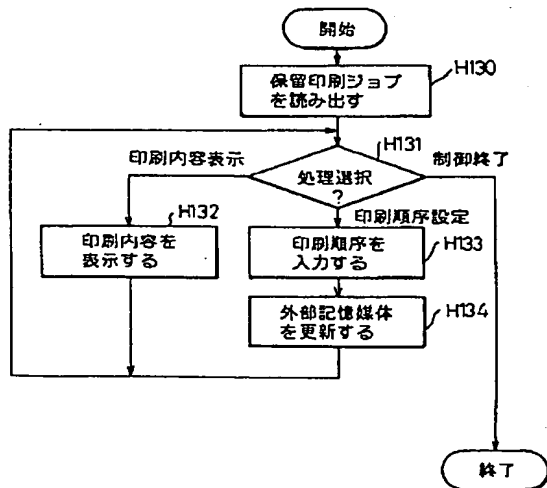 開始
保留印刷ジョブ
を読み出す
H130
印刷内容表示
H131
制御終了
処理選択
?
印刷順序設定
H132
印刷内容を
表示する
印刷順序を
入力する
H133
外部記憶媒体
を更新する
H134
終了